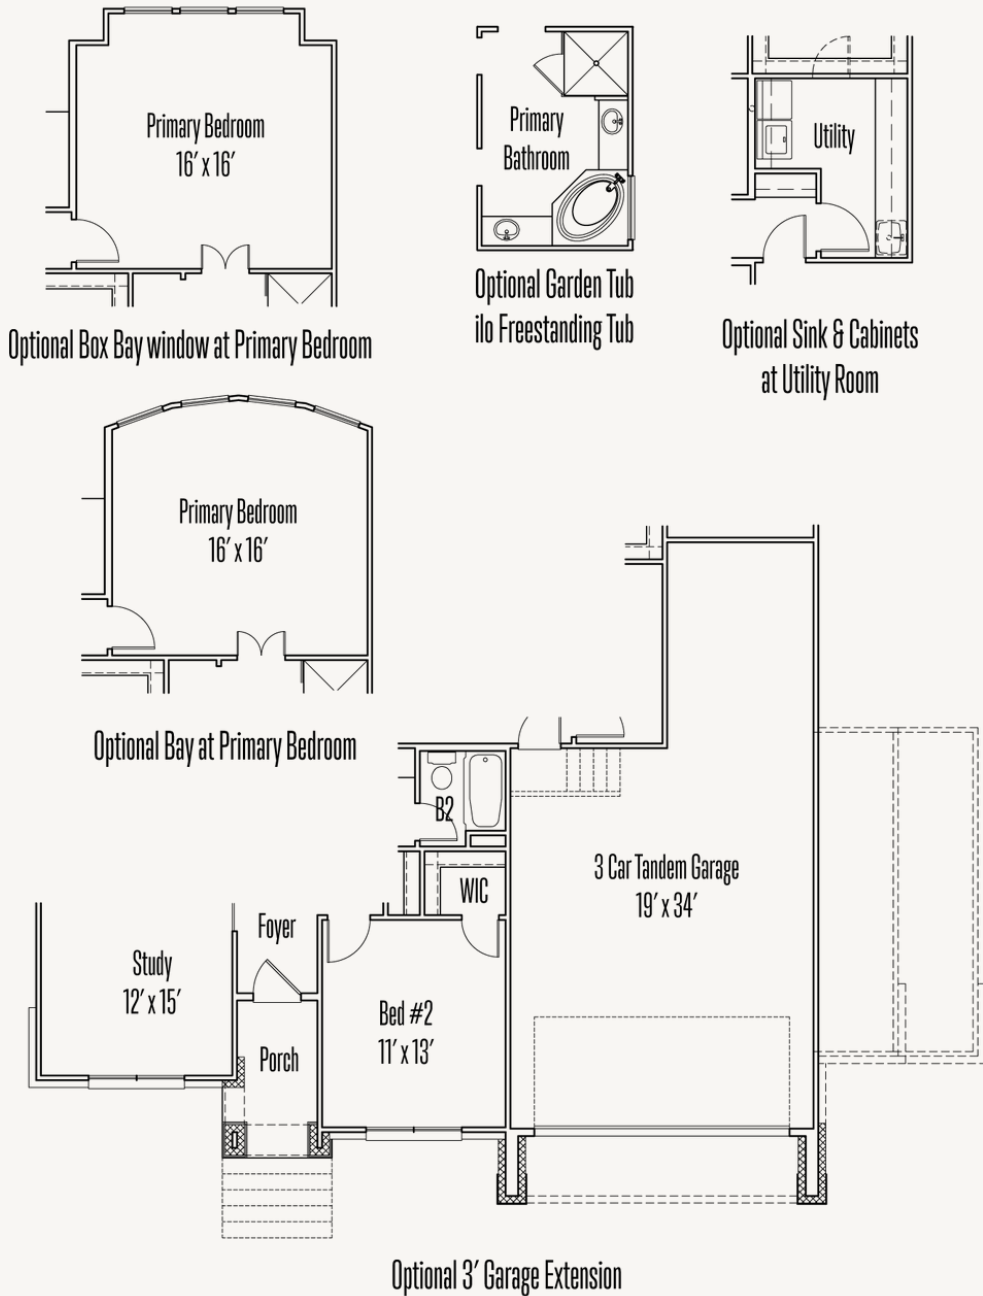 Primary Bedroom
16′ x 16′
Optional Box Bay window at Primary Bedroom
Primary
Bathroom
Optional Garden Tub
ilo Freestanding Tub
Utility
Optional Sink & Cabinets
at Utility Room
Primary Bedroom
16′ x 16′
Optional Bay at Primary Bedroom
B2
WIC
3 Car Tandem Garage
19′ x 34′
Foyer
Study
12′ x 15′
Bed #2
11′ x 13′
Porch
Optional 3′ Garage Extension